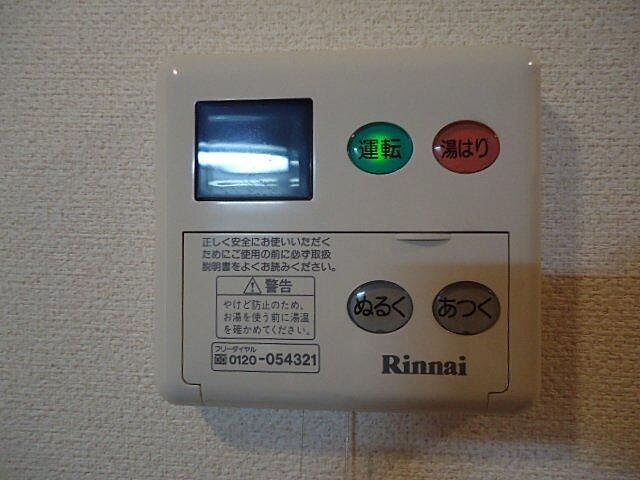 運転
湯はり
正しく安全にお使いいただく
ためにご使用の前に必ず取扱
説明書をよくお読みください。
警告
やけど防止のため、
お湯を使う前に湯温
を確かめてください。
フリーダイヤル
0120-054321
ぬるく
あつく
Rinnai